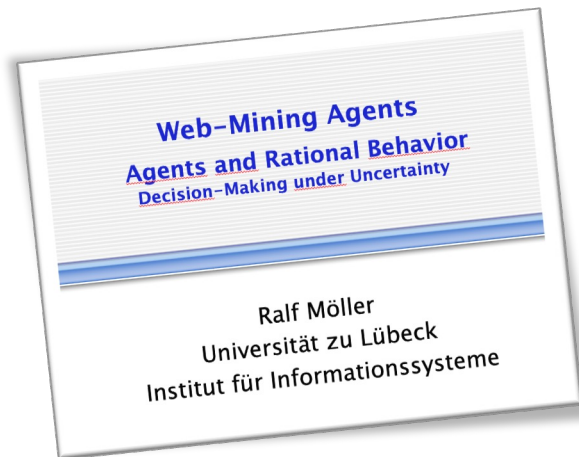 Web-Mining Agents
Agents and Rational Behavior
Decision-Making under Uncertainty
Ralf Möller
Universität zu Lübeck
Institut für Informationssysteme